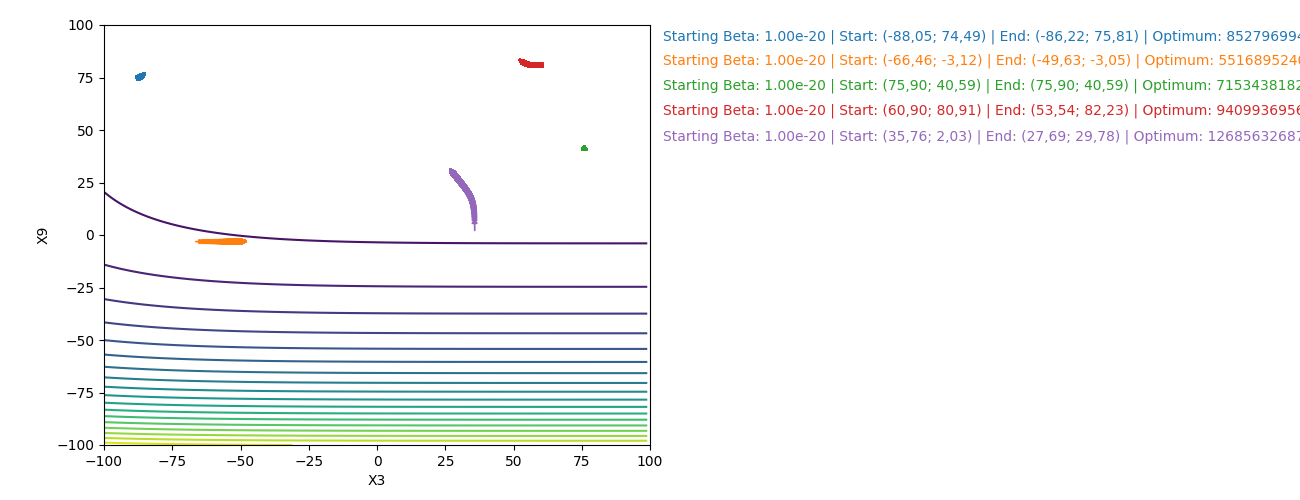 100
75
50
25
0
−25
−50
−75
−100
X9
−100 −75 −50 −25 0 25 50 75 100
X3
Starting Beta: 1.00e-20 | Start: (-88,05; 74,49) | End: (-86,22; 75,81) | Optimum: 852796994
Starting Beta: 1.00e-20 | Start: (-66,46; -3,12) | End: (-49,63; -3,05) | Optimum: 5516895240
Starting Beta: 1.00e-20 | Start: (75,90; 40,59) | End: (75,90; 40,59) | Optimum: 7153438182
Starting Beta: 1.00e-20 | Start: (60,90; 80,91) | End: (53,54; 82,23) | Optimum: 9409936956
Starting Beta: 1.00e-20 | Start: (35,76; 2,03) | End: (27,69; 29,78) | Optimum: 12685632687